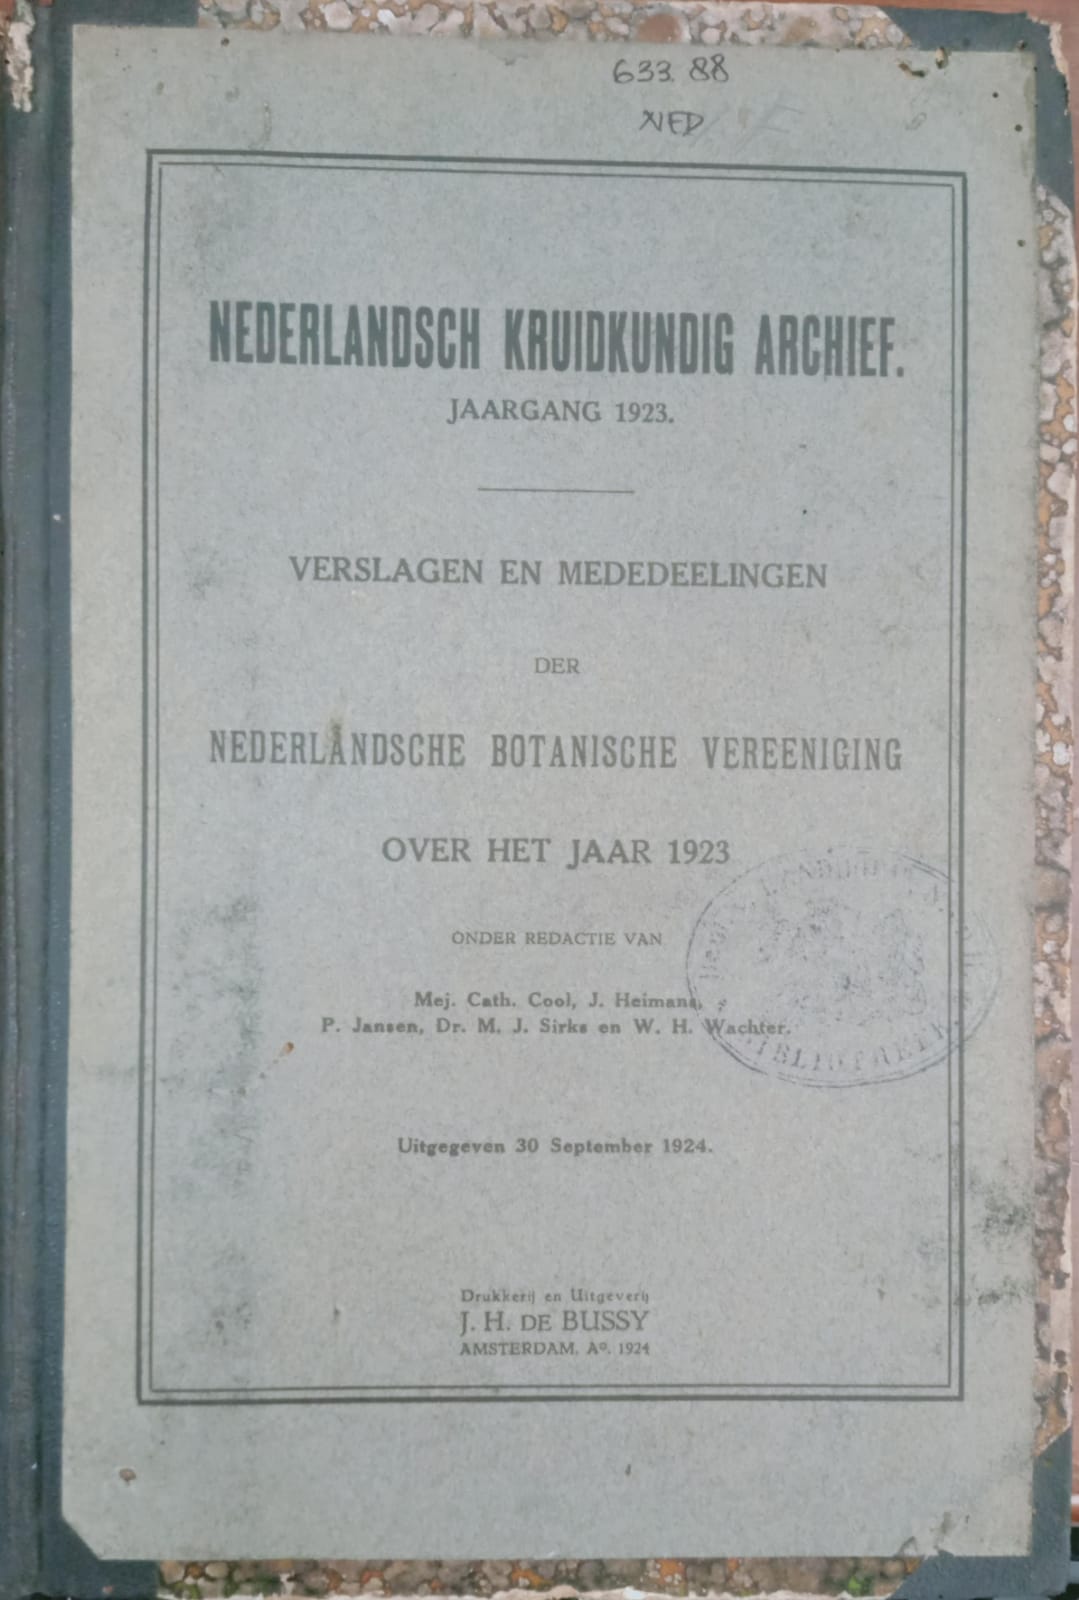 633.88
NED
NEDERLANDSCH KRUIDKUNDIG ARCHIEF.
JAARGANG 1923.
VERSLAGEN EN MEDEDEELINGEN
DER
NEDERLANDSCHE BOTANISCHE VEREENIGING
OVER HET JAAR 1923
ONDER REDACTIE VAN
Mej. Cath. Cool, J. Heimans,
P. Jansen, Dr. M. J. Sirks en W. H. Wachter.
BIBLIOTHEEK
Uitgegeven 30 September 1924.
Drukkerij en Uitgeverij
J. H. DE BUSSY
AMSTERDAM. Aº. 1924